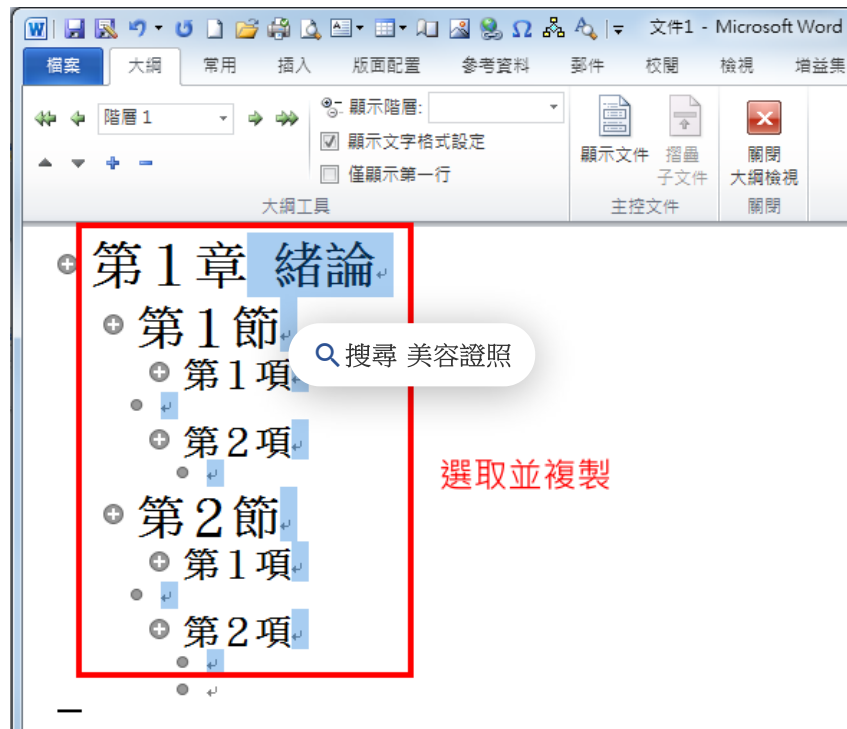 文件1 - Microsoft Word
檔案 大綱 常用 插入 版面配置 參考資料 郵件 校閱 檢視 增益集
階層 1
顯示階層:
顯示文字格式設定
僅顯示第一行
大綱工具
顯示文件
摺疊
子文件
主控文件
關閉
大綱檢視
關閉
第1章 緒論
第1節
搜尋 美容證照
第1項
第2項
選取並複製
第2節
第1項
第2項